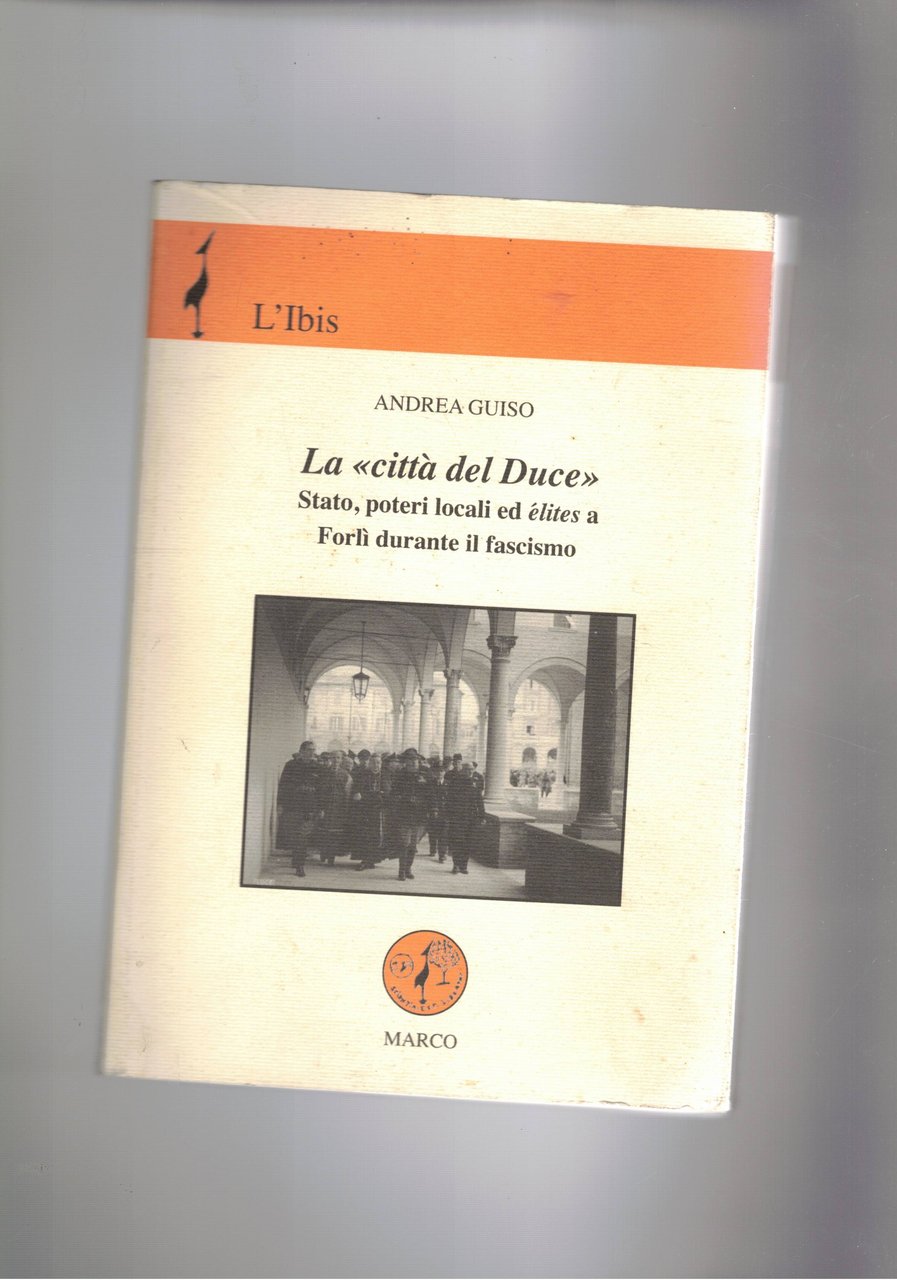 L'Ibis
ANDREA GUISO
La «città del Duce»
Stato, poteri locali ed élites a
Forlì durante il fascismo
MARCO